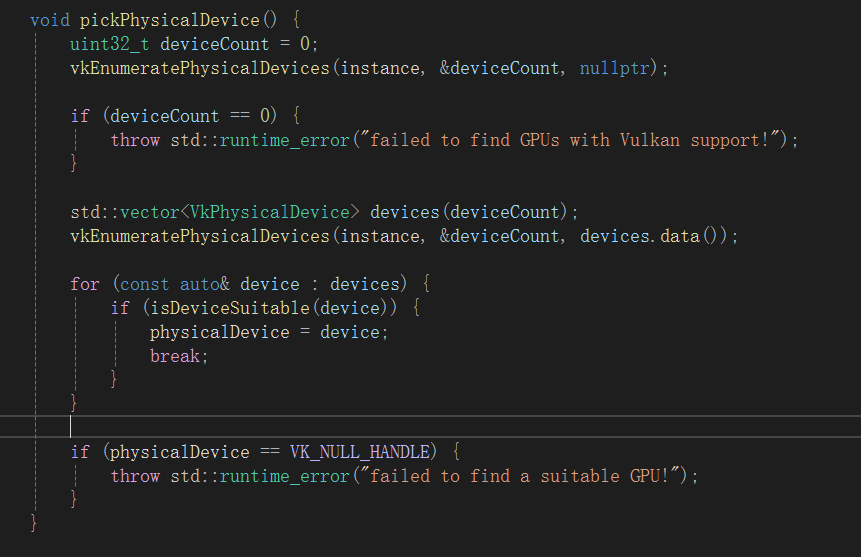 void pickPhysicalDevice() {
    uint32_t deviceCount = 0;
    vkEnumeratePhysicalDevices(instance, &deviceCount, nullptr);

    if (deviceCount == 0) {
        throw std::runtime_error("failed to find GPUs with Vulkan support!");
    }

    std::vector<VkPhysicalDevice> devices(deviceCount);
    vkEnumeratePhysicalDevices(instance, &deviceCount, devices.data());

    for (const auto& device : devices) {
        if (isDeviceSuitable(device)) {
            physicalDevice = device;
            break;
        }
    }

    if (physicalDevice == VK_NULL_HANDLE) {
        throw std::runtime_error("failed to find a suitable GPU!");
    }
}